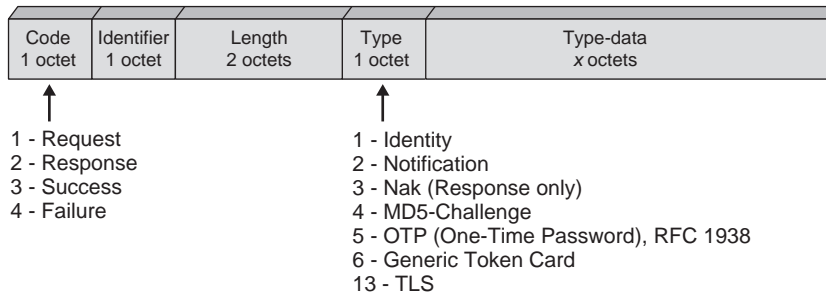 Code
1 octet
Identifier
1 octet
Length
2 octets
Type
1 octet
Type-data
x octets
1 - Request
2 - Response
3 - Success
4 - Failure
1 - Identity
2 - Notification
3 - Nak (Response only)
4 - MD5-Challenge
5 - OTP (One-Time Password), RFC 1938
6 - Generic Token Card
13 - TLS